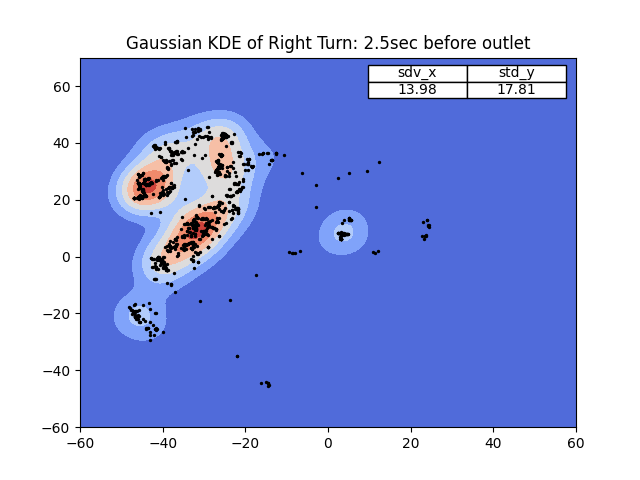 Gaussian KDE of Right Turn: 2.5sec before outlet
sdv_x std_y
13.98 17.81
60
40
20
0
−20
−40
−60
−60 −40 −20 0 20 40 60